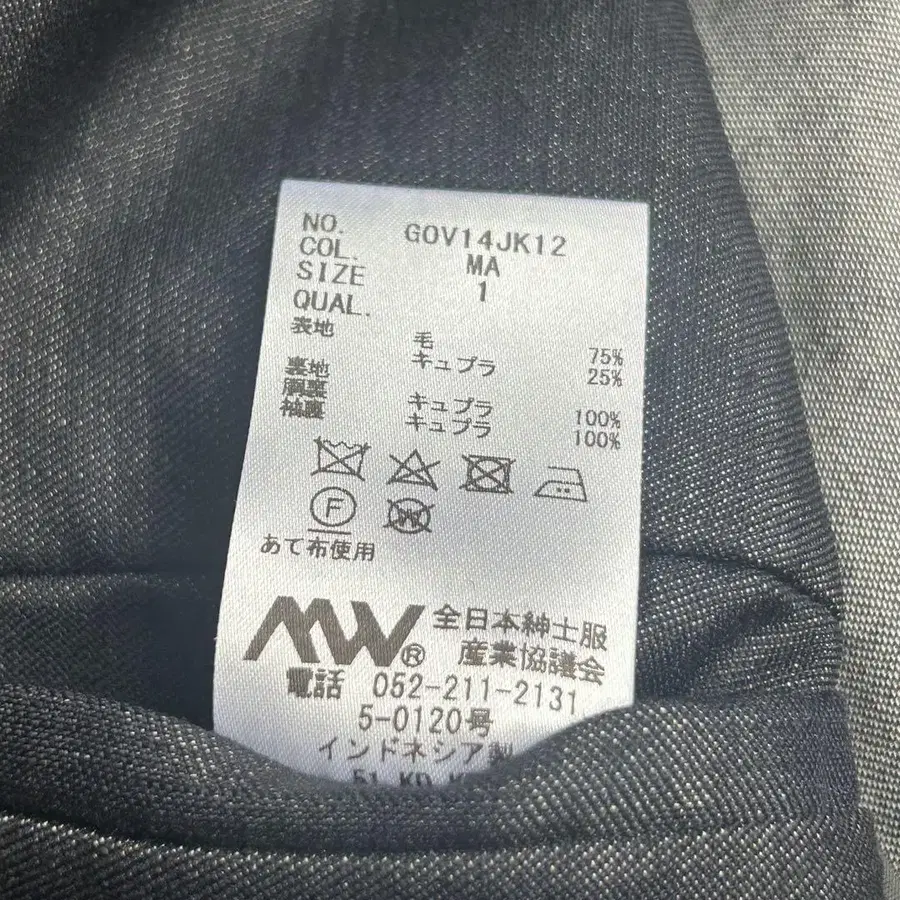 NO. GOV14JK12
COL. MA
SIZE 1
QUAL.
表地 毛 75%
キュプラ 25%
裏地
胴裏 キュプラ 100%
袖裏 キュプラ 100%
F
W
あて布使用
MW® 全日本紳士服
産業協議会
電話 052-211-2131
5-0120号
インドネシア製
51 KD